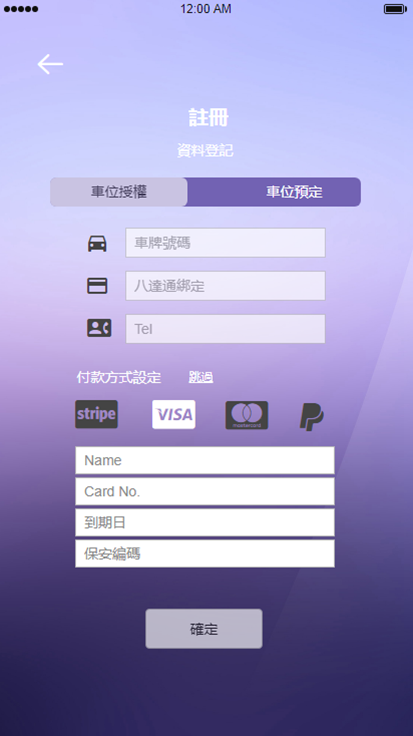 12:00 AM
註冊
資料登記
車位授權 車位預定
車牌號碼
八達通綁定
Tel
付款方式設定 跳過
stripe VISA mastercard
Name
Card No.
到期日
保安編碼
確定